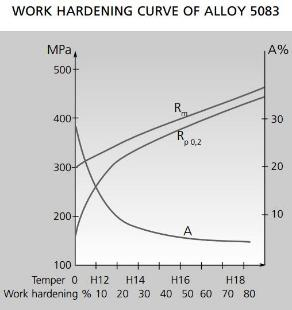 WORK HARDENING CURVE OF ALLOY 5083
MPa A%
500
400 30
300 20
200 10
100
Rm
Rp 0,2
A
Temper 0 H12 H14 H16 H18
Work hardening % 10 20 30 40 50 60 70 80